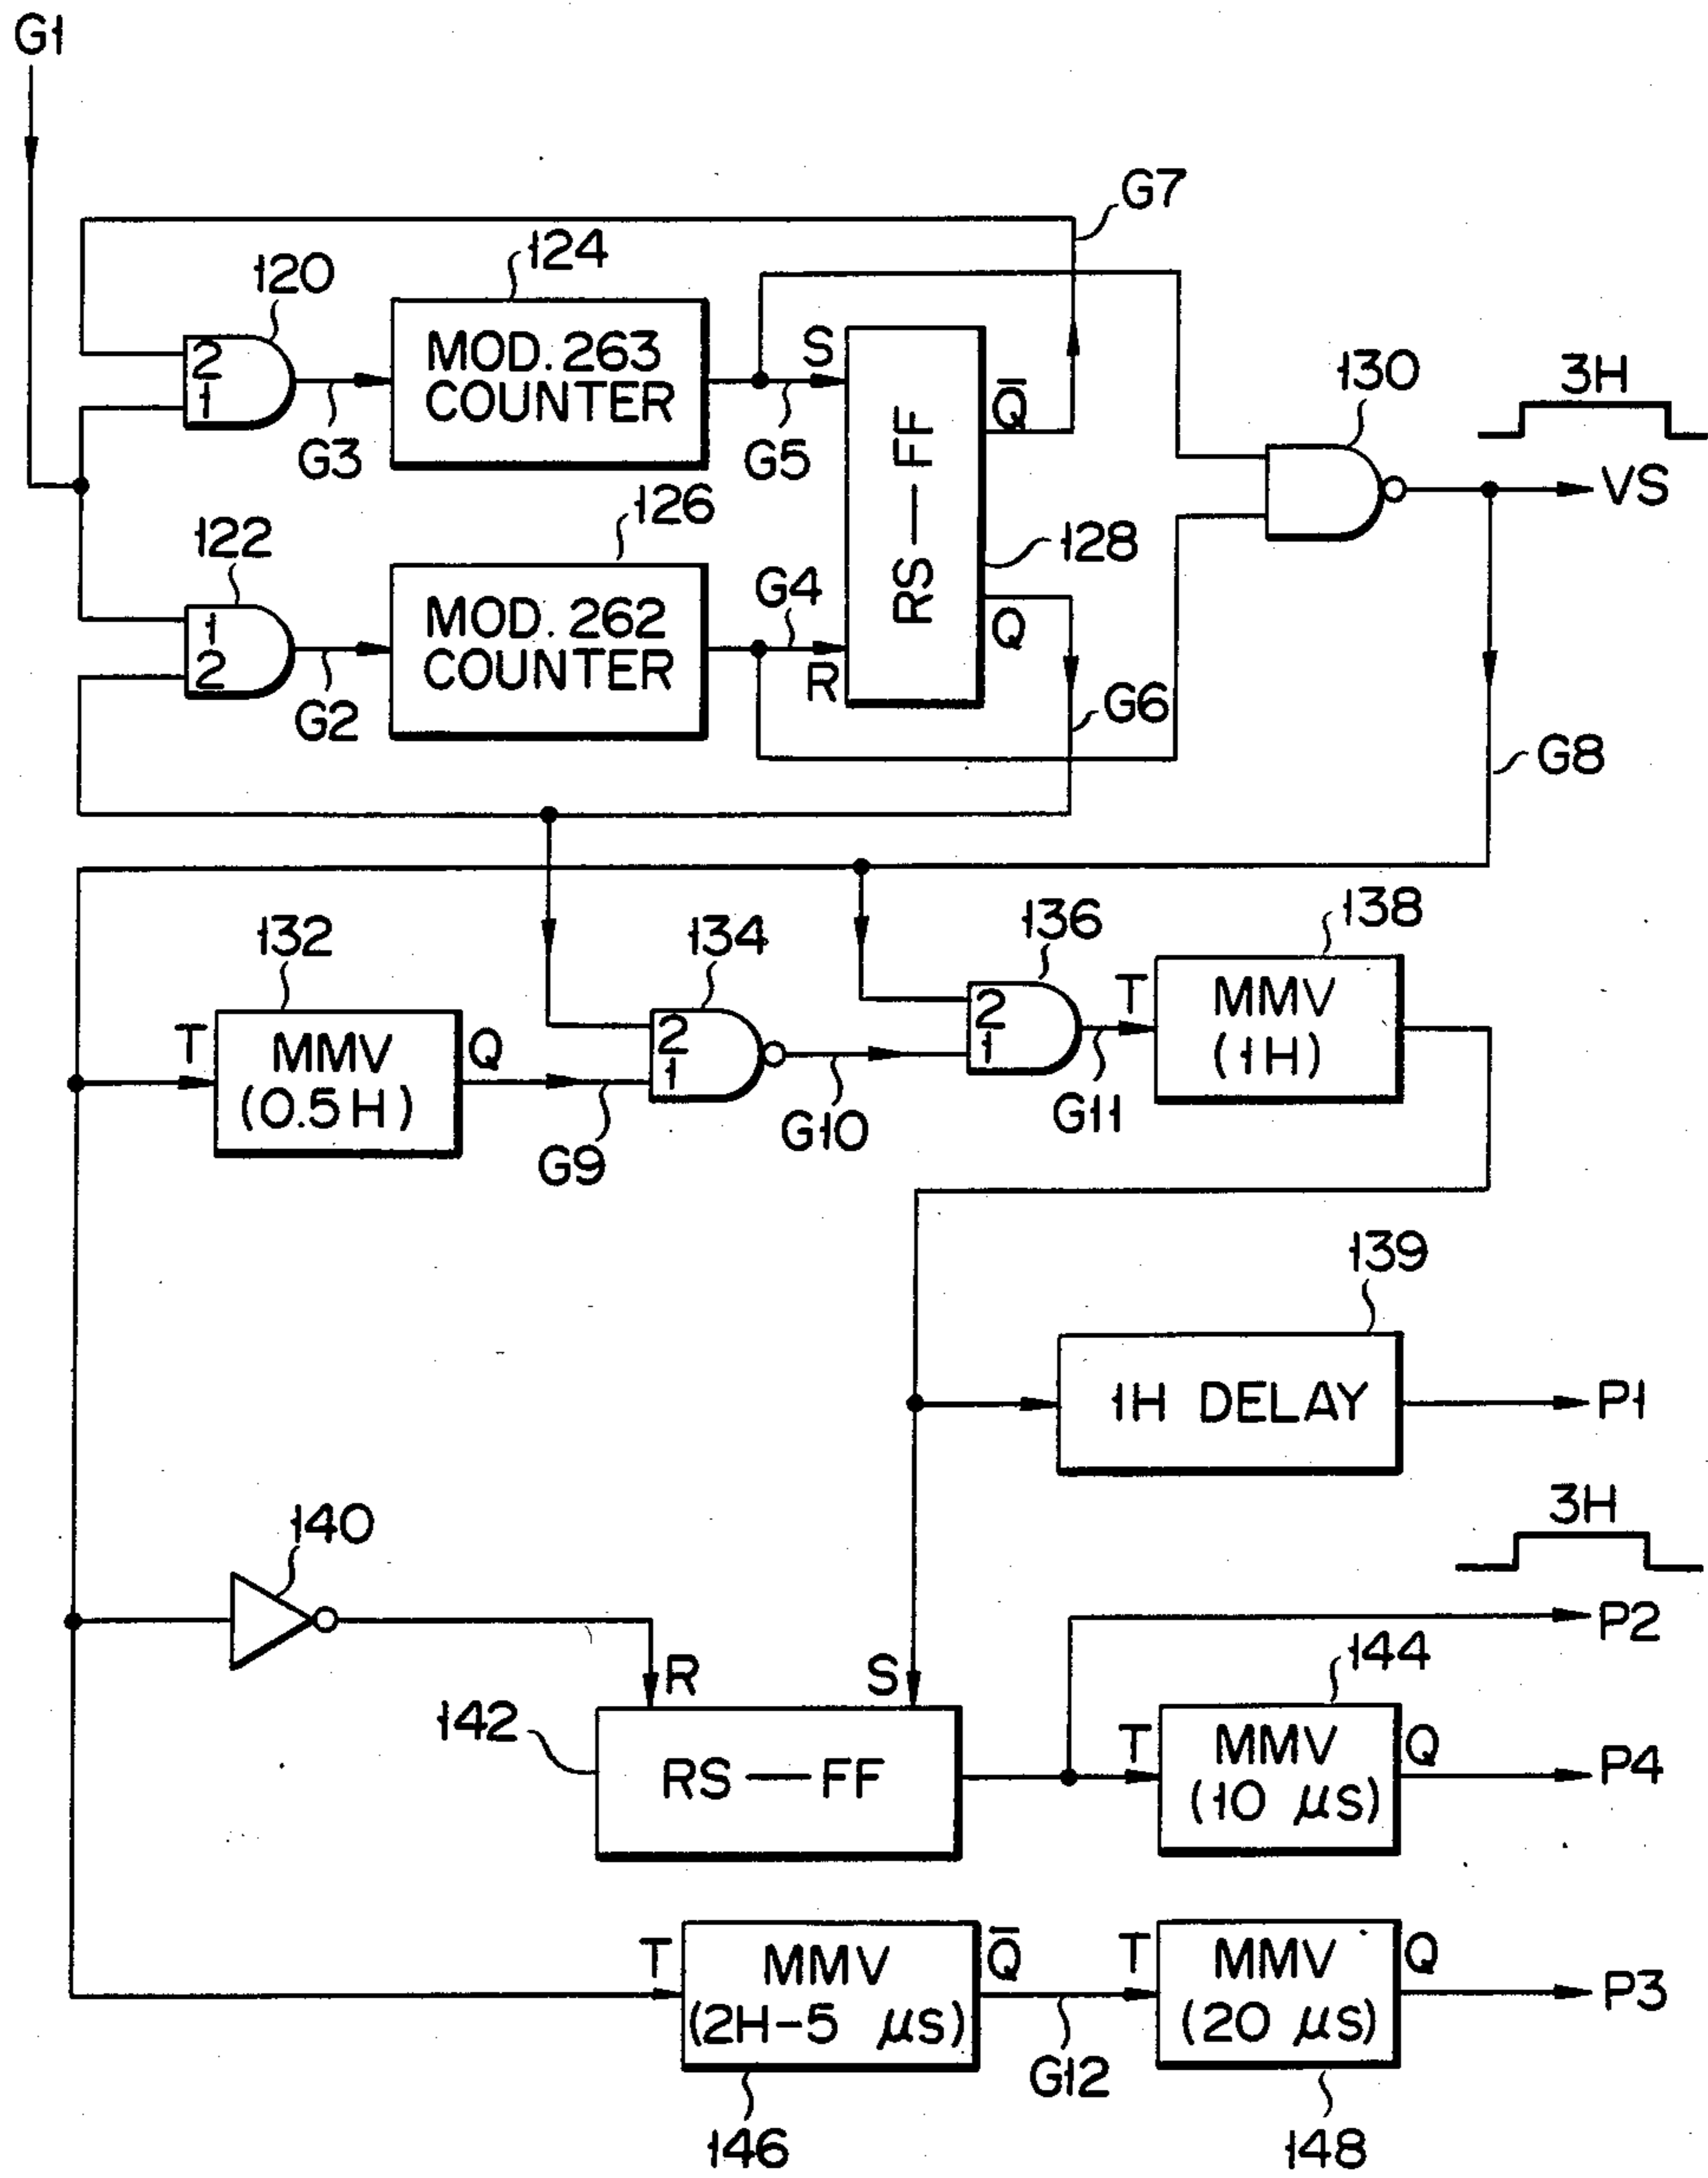 G1
G7
120
124
2
1
MOD. 263
COUNTER
S
Q̅
130
3H
G3
G5
RS-FF
VS
122
126
128
1
2
MOD. 262
COUNTER
G4
R
Q
G2
G6
G8
132
134
136
138
T
MMV
(0.5H)
Q
2
1
2
1
T
MMV
(1H)
G9
G10
G11
139
1H DELAY
P1
140
3H
P2
R
S
144
142
RS-FF
T
MMV
(10 μS)
Q
P4
T
MMV
(2H-5 μS)
Q̅
T
MMV
(20 μS)
Q
P3
G12
146
148